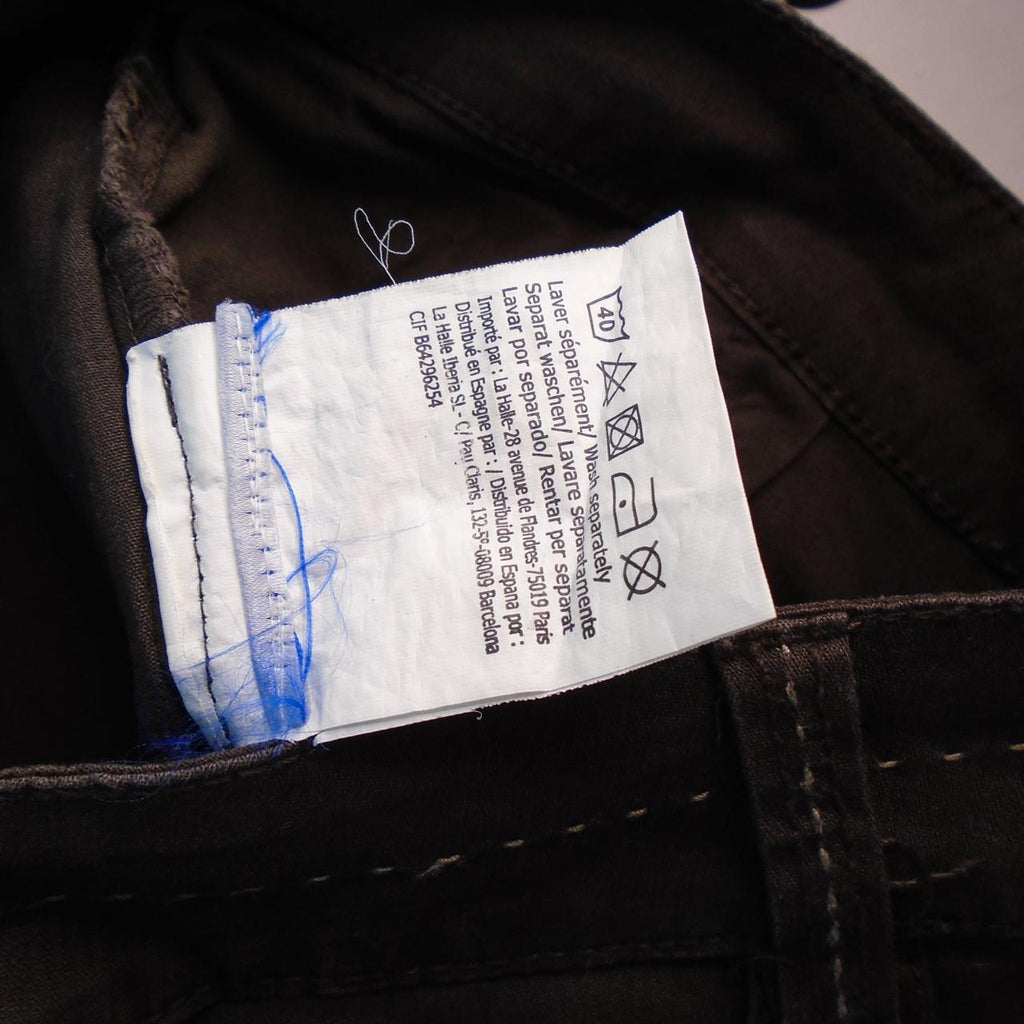 40
Laver séparément/ Wash separately
Separat waschen/ Lavare separatamente
Lavar por separado/ Rentar per separat
Importé par : La Halle-28 avenue de Flandres-75019 Paris
Distribué en Espagne par : / Distribuido en Espana por :
La Halle Iberia SL - C/ Pau Claris, 132-5º-08009 Barcelona
CIF B64296254